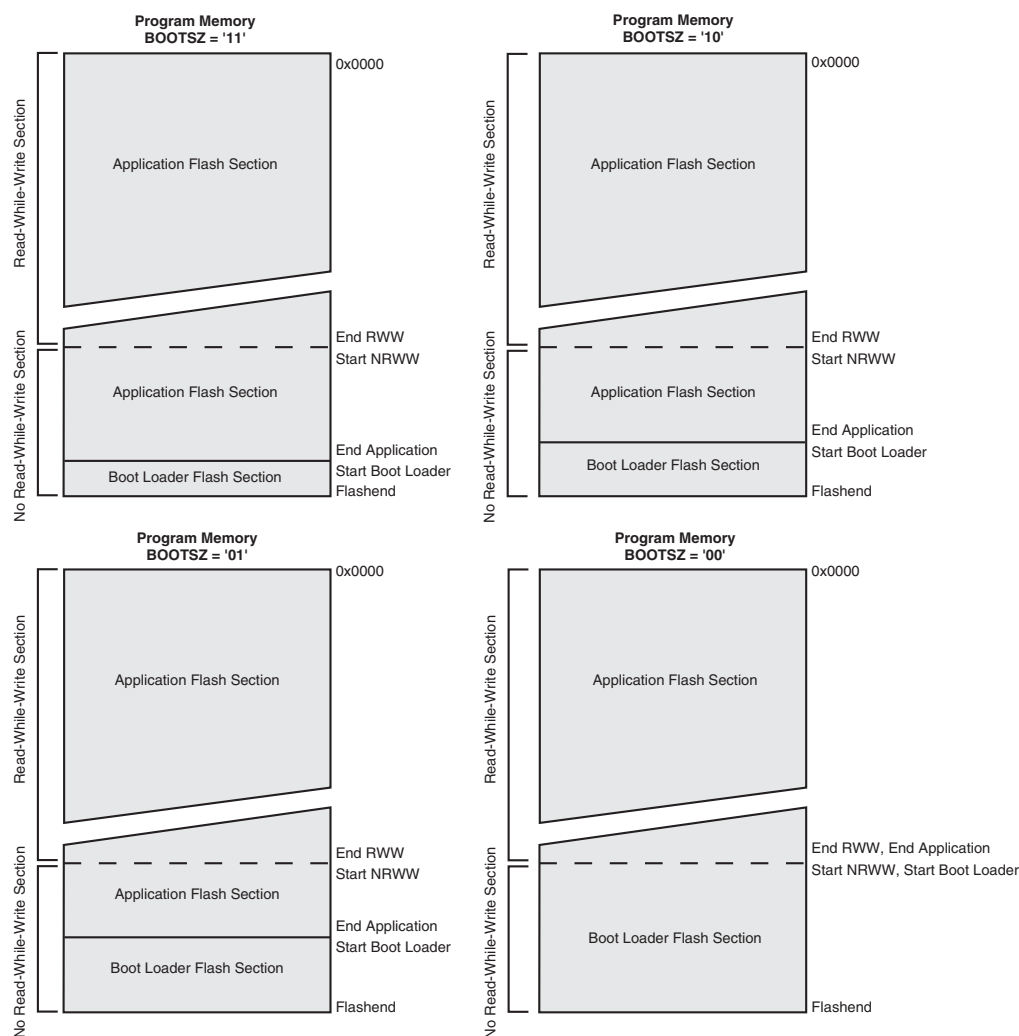 Program Memory
BOOTSZ = '11'
0x0000
Read-While-Write Section
Application Flash Section
End RWW
Start NRWW
No Read-While-Write Section
Application Flash Section
End Application
Start Boot Loader
Boot Loader Flash Section
Flashend
Program Memory
BOOTSZ = '10'
0x0000
Read-While-Write Section
Application Flash Section
End RWW
Start NRWW
No Read-While-Write Section
Application Flash Section
End Application
Start Boot Loader
Boot Loader Flash Section
Flashend
Program Memory
BOOTSZ = '01'
0x0000
Read-While-Write Section
Application Flash Section
End RWW
Start NRWW
No Read-While-Write Section
Application Flash Section
End Application
Start Boot Loader
Boot Loader Flash Section
Flashend
Program Memory
BOOTSZ = '00'
0x0000
Read-While-Write Section
Application Flash Section
End RWW, End Application
Start NRWW, Start Boot Loader
No Read-While-Write Section
Boot Loader Flash Section
Flashend